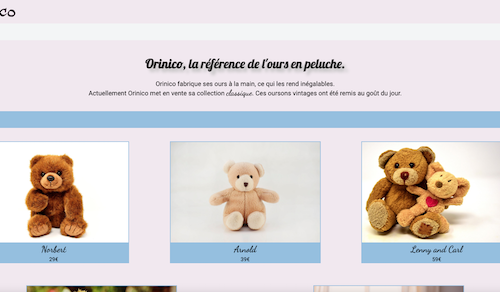 co
Orinico, la référence de l'ours en peluche.
Orinico fabrique ses ours à la main, ce qui les rend inégalables.
Actuellement Orinico met en vente sa collection classique. Ces oursons vintages ont été remis au goût du jour.
Norbert
Arnold
Lenny and Carl
29€
39€
59€